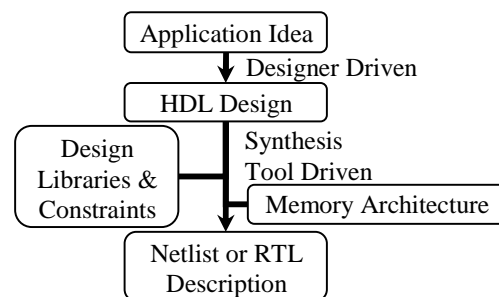 Application Idea
Designer Driven
HDL Design
Synthesis
Tool Driven
Design
Libraries &
Constraints
Memory Architecture
Netlist or RTL
Description